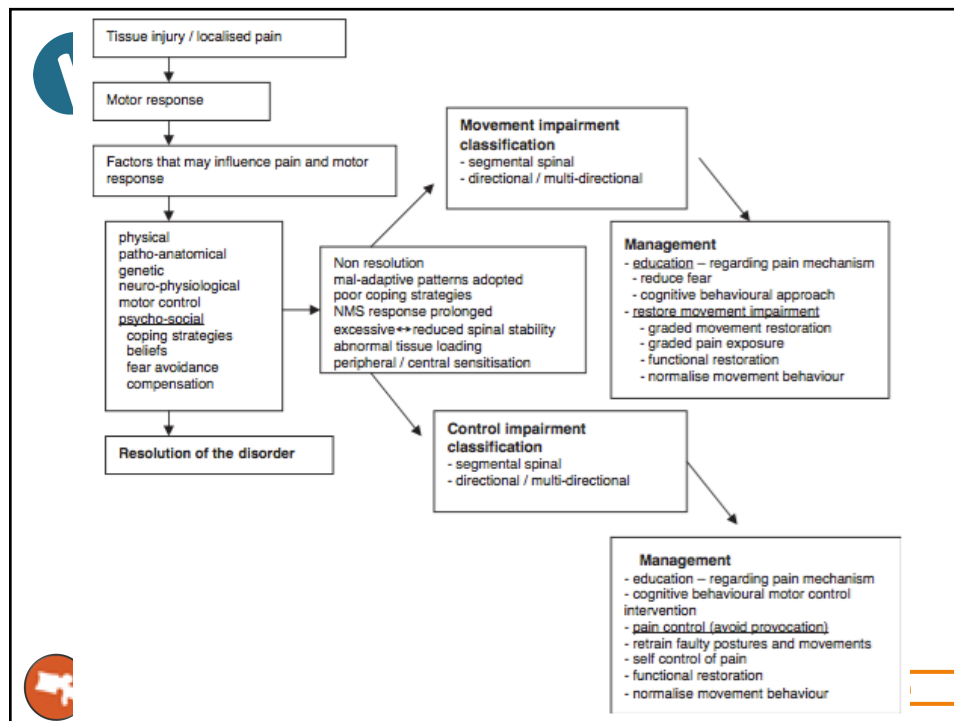 Tissue injury / localised pain
Motor response
Factors that may influence pain and motor
response
physical
patho-anatomical
genetic
neuro-physiological
motor control
psycho-social
coping strategies
beliefs
fear avoidance
compensation
Resolution of the disorder
Non resolution
mal-adaptive patterns adopted
poor coping strategies
NMS response prolonged
excessive↔reduced spinal stability
abnormal tissue loading
peripheral / central sensitisation
Movement impairment
classification
- segmental spinal
- directional / multi-directional
Management
- education – regarding pain mechanism
- reduce fear
- cognitive behavioural approach
- restore movement impairment
- graded movement restoration
- graded pain exposure
- functional restoration
- normalise movement behaviour
Control impairment
classification
- segmental spinal
- directional / multi-directional
Management
- education – regarding pain mechanism
- cognitive behavioural motor control
intervention
- pain control (avoid provocation)
- retrain faulty postures and movements
- self control of pain
- functional restoration
- normalise movement behaviour